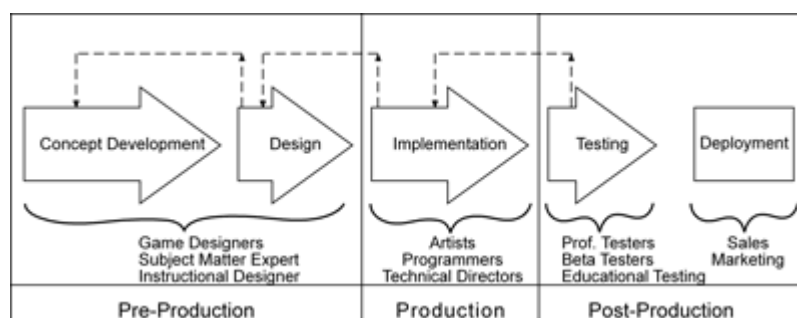 Concept Development
Design
Implementation
Testing
Deployment
Game Designers
Subject Matter Expert
Instructional Designer
Artists
Programmers
Technical Directors
Prof. Testers
Beta Testers
Educational Testing
Sales
Marketing
Pre-Production
Production
Post-Production